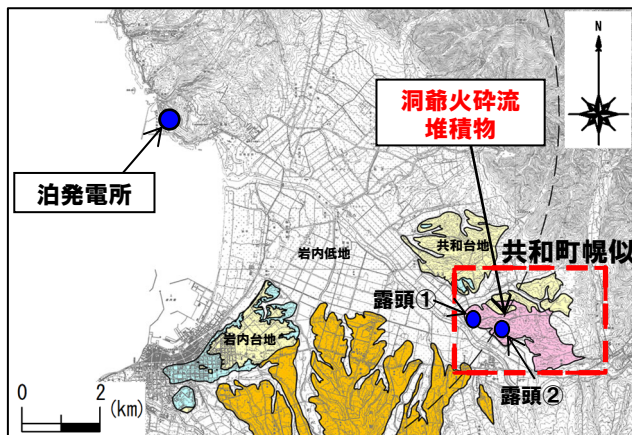 N
洞爺火砕流
堆積物
泊発電所
共和台地
共和町幌似
岩内低地
露頭①
岩内台地
露頭②
0 2
(km)